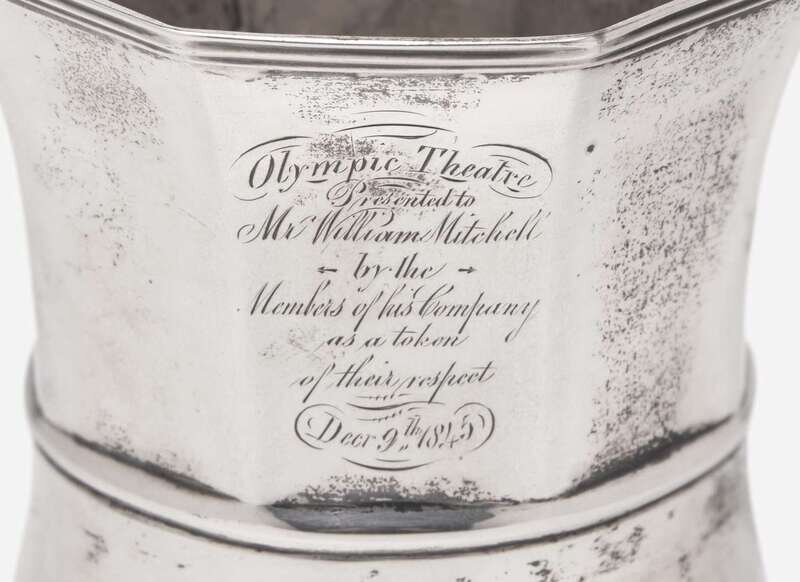 Olympic Theatre
Presented to
Mr William Mitchell
by the
Members of his Company
as a token
of their respect
Decr 9th 1845